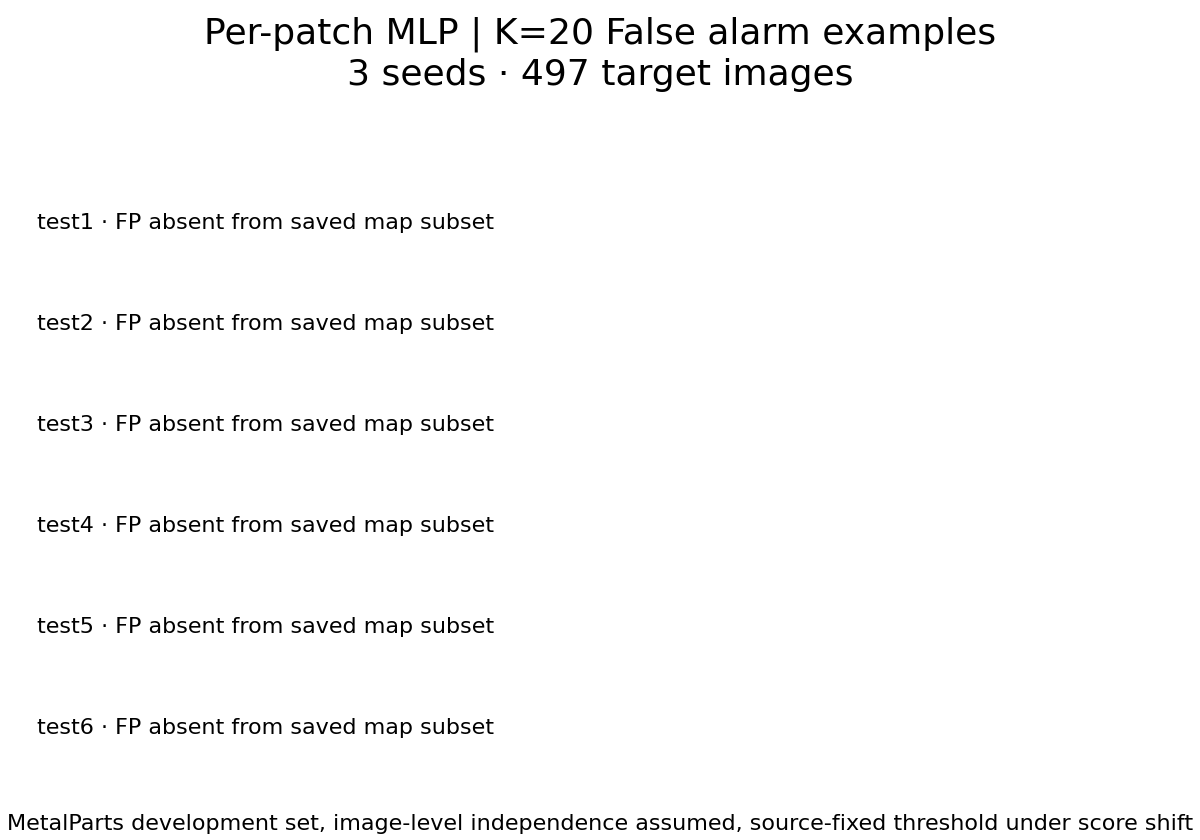 Per-patch MLP | K=20 False alarm examples
3 seeds · 497 target images
test1 · FP absent from saved map subset
test2 · FP absent from saved map subset
test3 · FP absent from saved map subset
test4 · FP absent from saved map subset
test5 · FP absent from saved map subset
test6 · FP absent from saved map subset
MetalParts development set, image-level independence assumed, source-fixed threshold under score shift